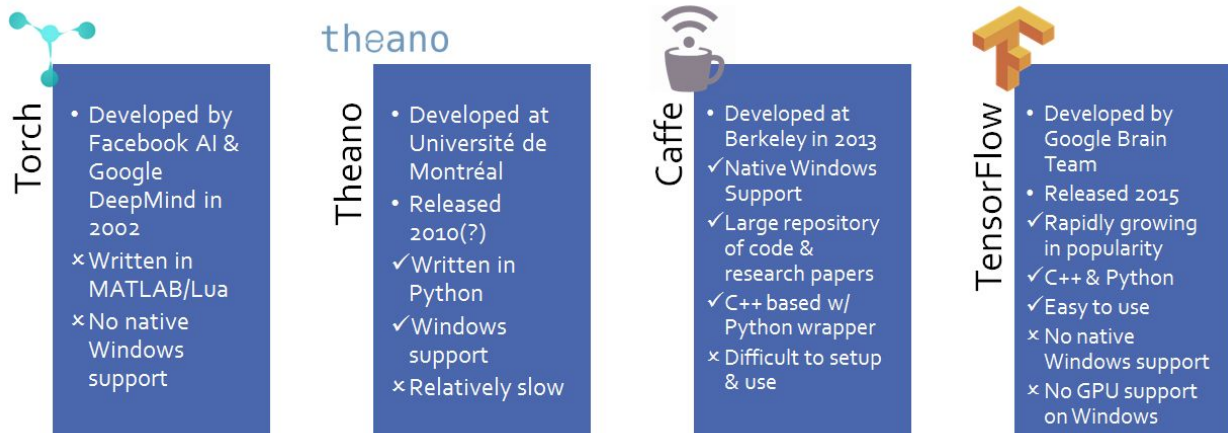 Torch
• Developed by
Facebook AI &
Google
DeepMind in
2002
× Written in
MATLAB/Lua
× No native
Windows
support
theano
Theano
• Developed at
Université de
Montréal
• Released
2010(?)
✓ Written in
Python
✓ Windows
support
× Relatively slow
Caffe
• Developed at
Berkeley in 2013
✓ Native Windows
Support
✓ Large repository
of code &
research papers
✓ C++ based w/
Python wrapper
× Difficult to setup
& use
TensorFlow
• Developed by
Google Brain
Team
• Released 2015
✓ Rapidly growing
in popularity
✓ C++ & Python
✓ Easy to use
× No native
Windows support
× No GPU support
on Windows